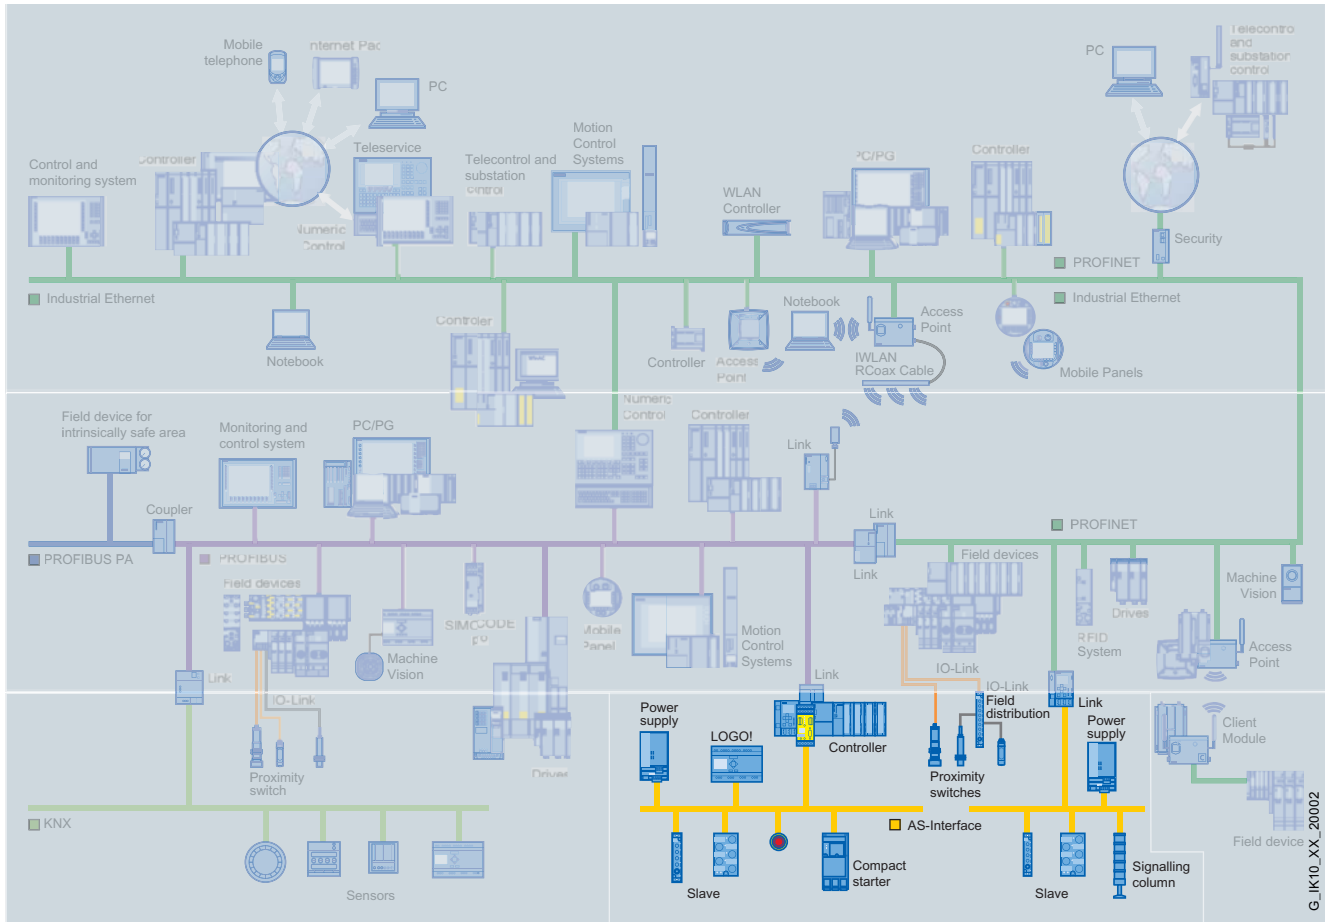 Mobile
telephone
Internet Pad
PC
PC
Telecontrol
and
substation
control
Control and
monitoring system
Controller
Teleservice
Numeric
Control
Telecontrol and
substation
control
Motion
Control
Systems
WLAN
Controller
PC/PG
Controller
Security
PROFINET
Industrial Ethernet
Industrial Ethernet
Notebook
Controller
Controller
Access
Point
Notebook
Access
Point
IWLAN
RCoax Cable
Mobile Panels
Field device for
intrinsically safe area
Monitoring and
control system
PC/PG
Numeric
Control
Controller
Link
Coupler
PROFINET
PROFIBUS PA
PROFIBUS
Link
Link
Field devices
Field devices
SIMOCODE
pro
Mobile
Panel
Motion
Control
Systems
Machine
Vision
RFID
System
Drives
Machine
Vision
Access
Point
Link
IO-Link
Link
IO-Link
IO-Link
Field
distribution
Link
Proximity
switch
Drives
Power
supply
LOGO!
Controller
Proximity
switches
Power
supply
Client
Module
KNX
AS-Interface
Sensors
Slave
Compact
starter
Slave
Signalling
column
Field device
G_IK10_XX_20002